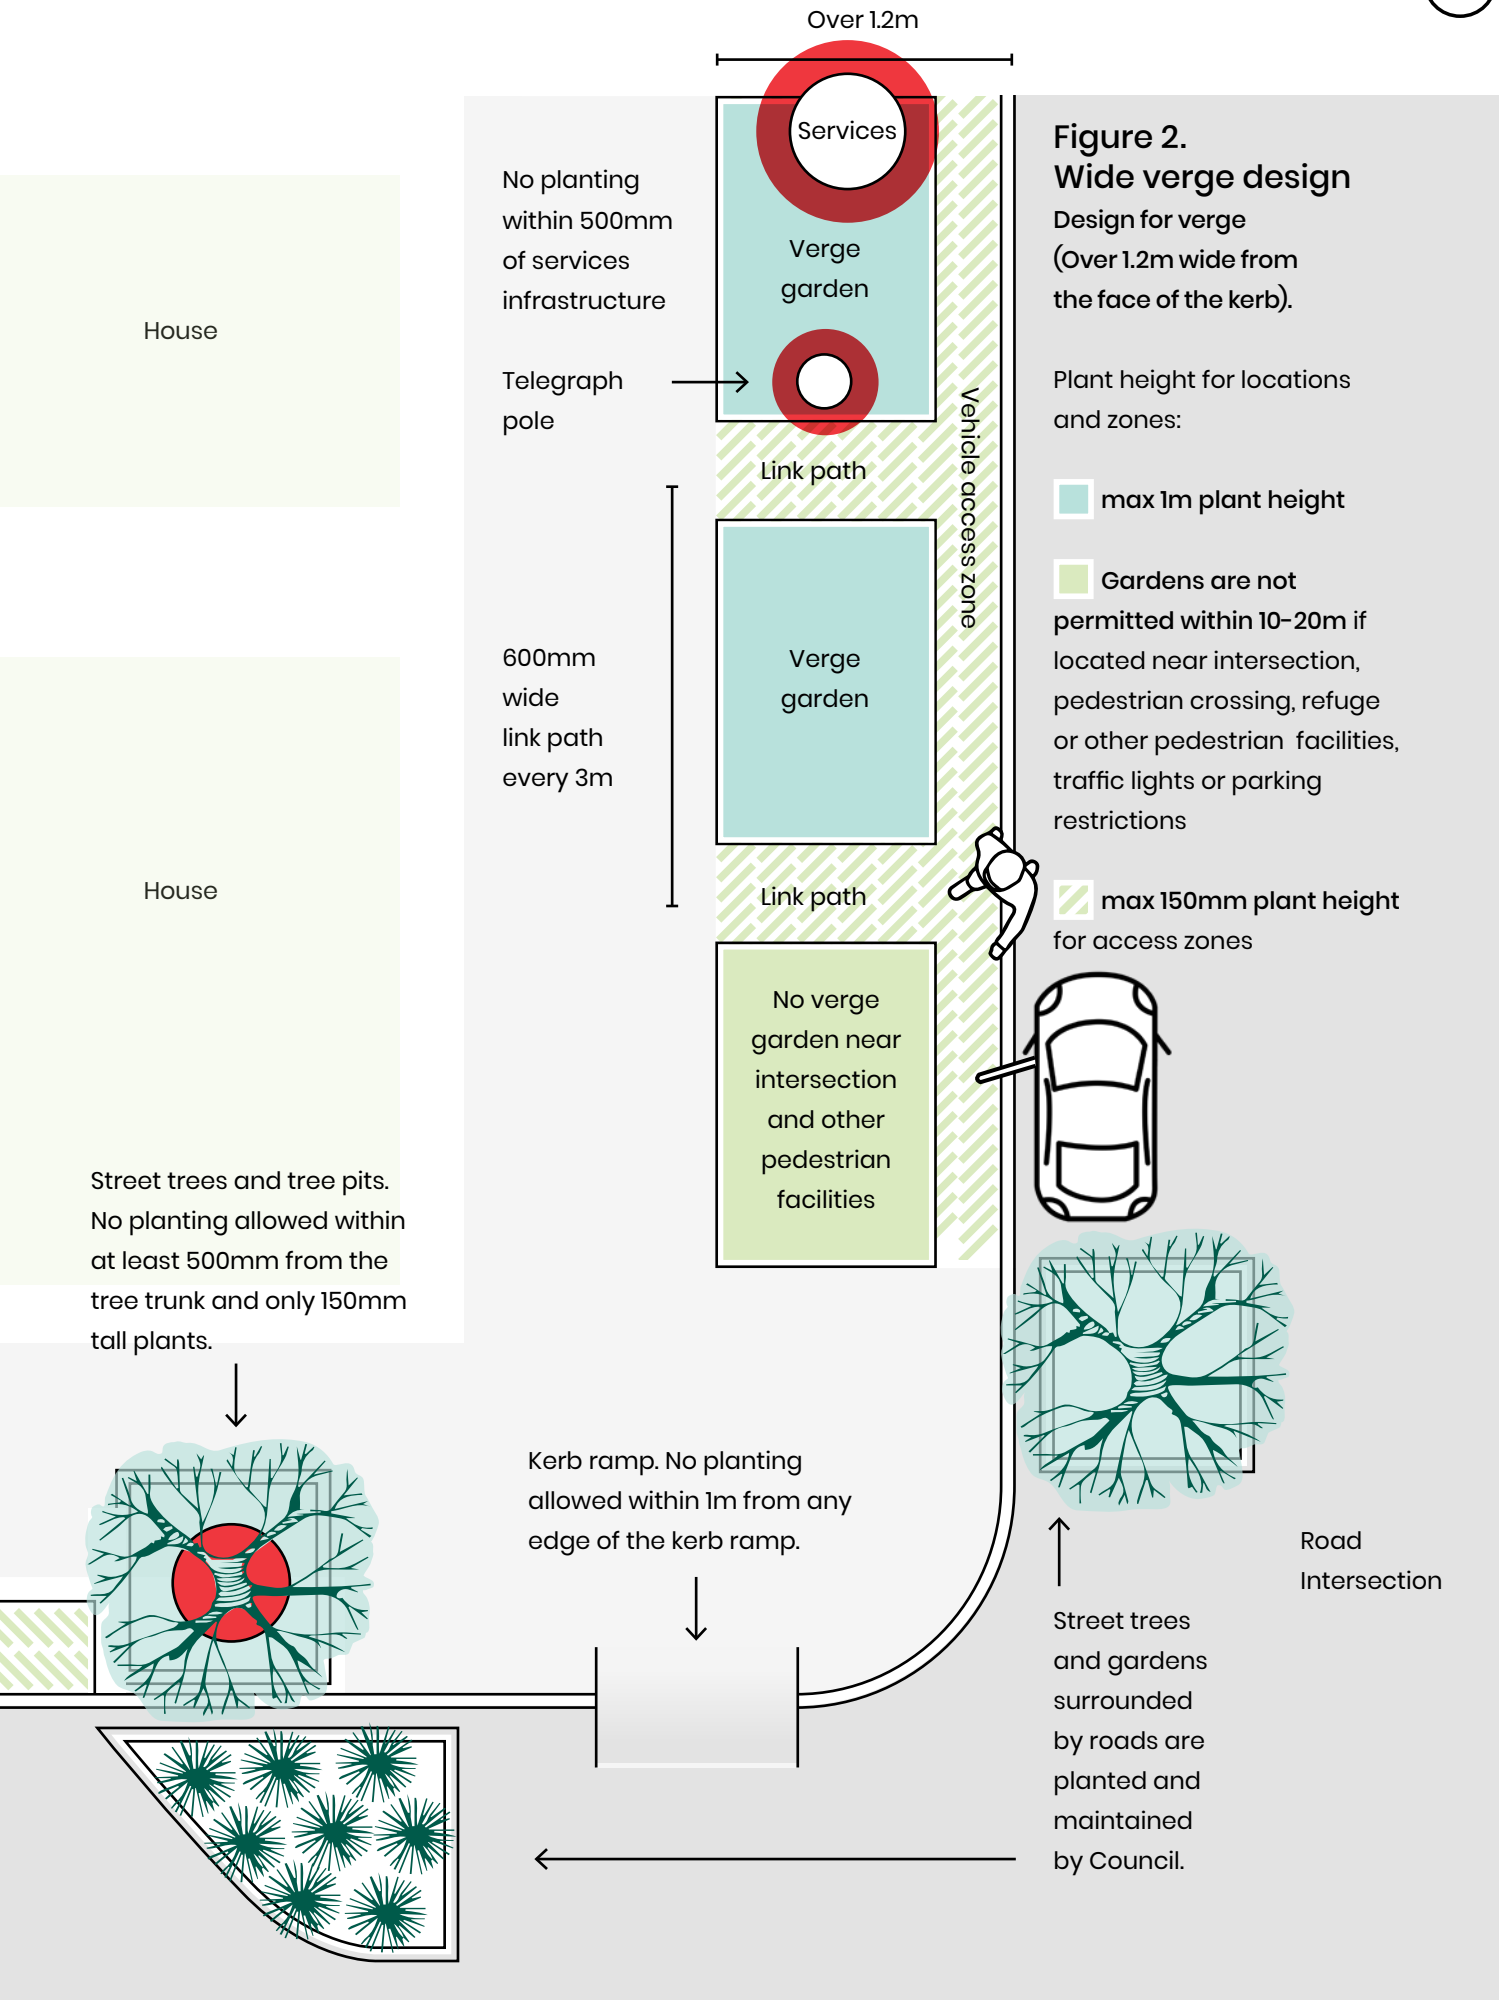 Over 1.2m
Services
No planting
within 500mm
of services
infrastructure
Verge
garden
Telegraph
pole
Link path
Vehicle access zone
600mm
wide
link path
every 3m
Verge
garden
Link path
No verge
garden near
intersection
and other
pedestrian
facilities
House
House
Figure 2.
Wide verge design
Design for verge
(Over 1.2m wide from
the face of the kerb).
Plant height for locations
and zones:
max 1m plant height
Gardens are not
permitted within 10-20m if
located near intersection,
pedestrian crossing, refuge
or other pedestrian facilities,
traffic lights or parking
restrictions
max 150mm plant height
for access zones
Street trees and tree pits.
No planting allowed within
at least 500mm from the
tree trunk and only 150mm
tall plants.
Kerb ramp. No planting
allowed within 1m from any
edge of the kerb ramp.
Road
Intersection
Street trees
and gardens
surrounded
by roads are
planted and
maintained
by Council.